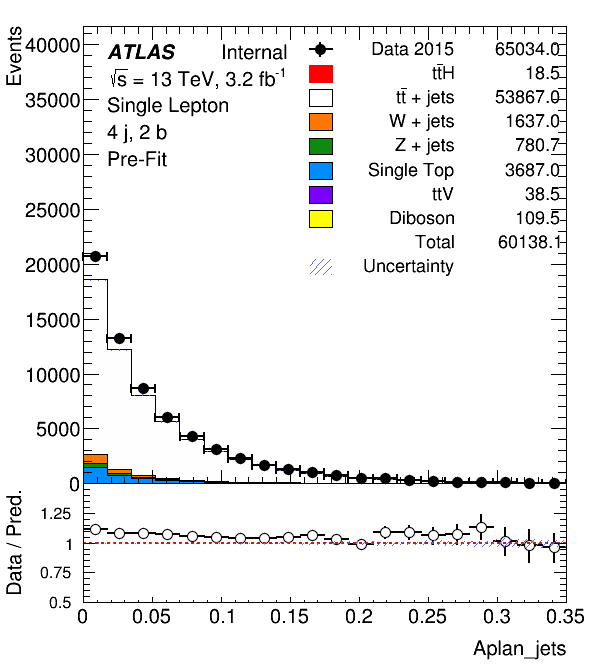 Events
40000
35000
30000
25000
20000
15000
10000
5000
0
ATLAS Internal
√s = 13 TeV, 3.2 fb-1
Single Lepton
4 j, 2 b
Pre-Fit
Data 2015 65034.0
tt̄H 18.5
tt̄ + jets 53867.0
W + jets 1637.0
Z + jets 780.7
Single Top 3687.0
ttV 38.5
Diboson 109.5
Total 60138.1
Uncertainty
Data / Pred.
1.25
1
0.75
0.5
0 0.05 0.1 0.15 0.2 0.25 0.3 0.35
Aplan_jets